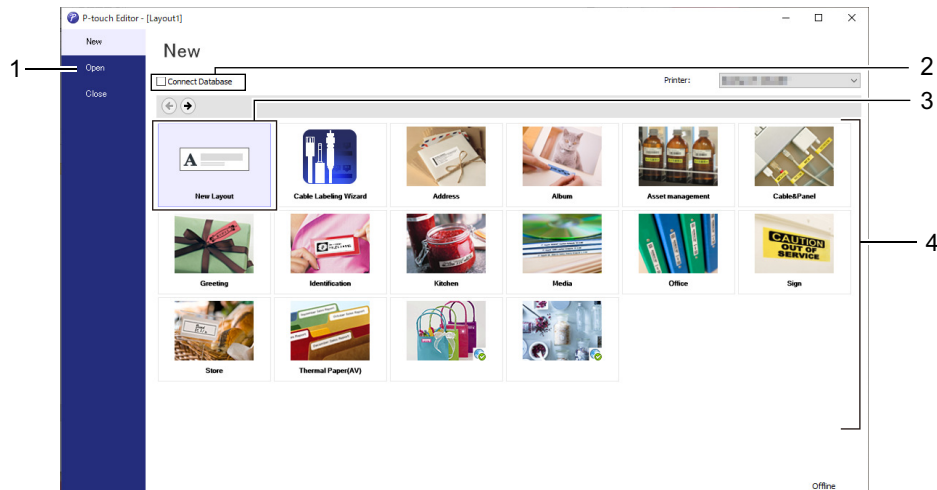 P-touch Editor - [Layout1]
New
New
1
Open
2
Connect Database
Printer:
Close
3
A
New Layout
Cable Labeling Wizard
Address
Album
Asset management
Cable&Panel
CAUTION
OUT OF
SERVICE
4
Greeting
Identification
Kitchen
Media
Office
Sign
Store
Thermal Paper(AV)
Offline